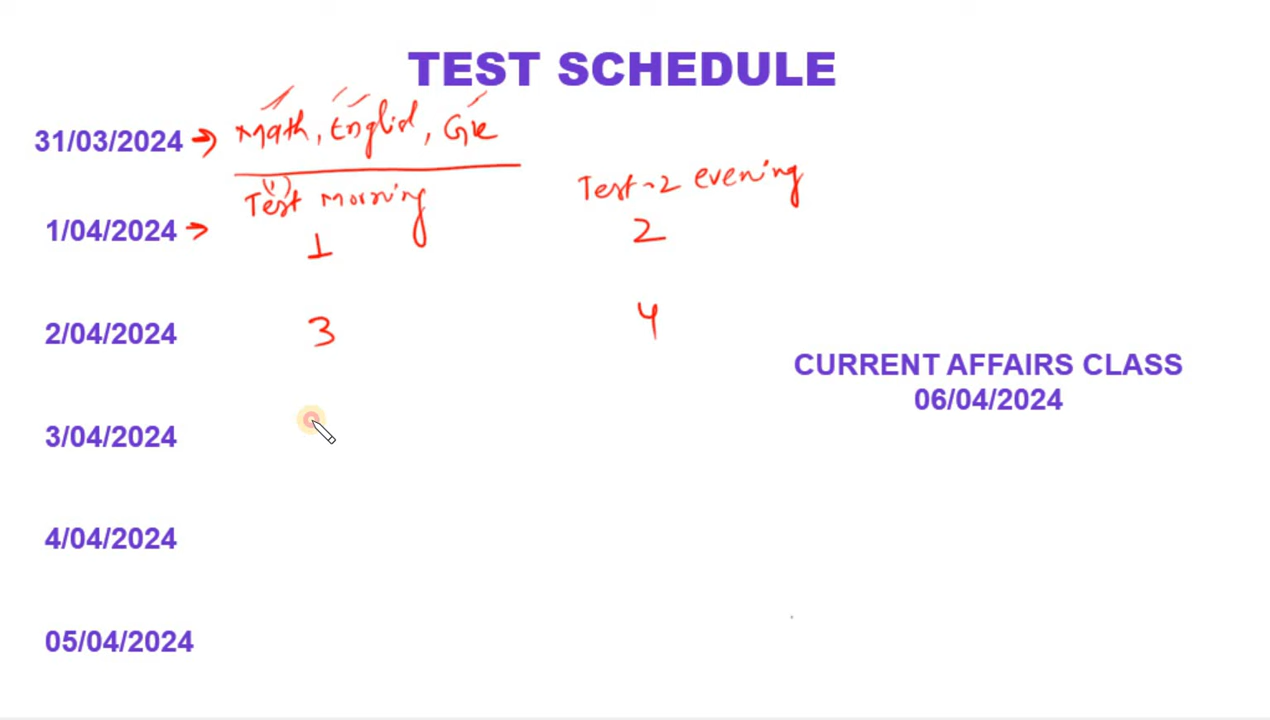 TEST SCHEDULE
31/03/2024 → Math, English, GK
Test (1) Morning Test-2 evening
1/04/2024 → 1 2
2/04/2024 3 4
CURRENT AFFAIRS CLASS
06/04/2024
3/04/2024
4/04/2024
05/04/2024